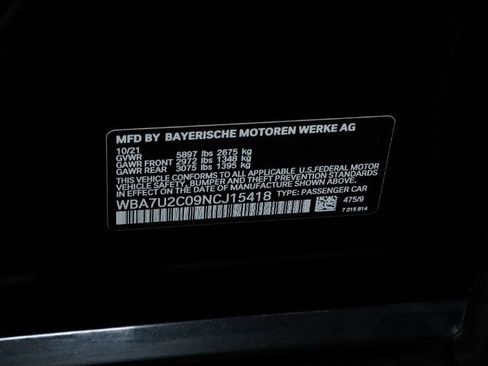 MFD BY BAYERISCHE MOTOREN WERKE AG
10/21
GVWR 5897 lbs 2675 kg
GAWR FRONT 2972 lbs 1348 kg
GAWR REAR 3075 lbs 1395 kg
THIS VEHICLE CONFORMS TO ALL APPLICABLE U.S.FEDERAL MOTOR
VEHICLE SAFETY, BUMPER, AND THEFT PREVENTION STANDARDS
IN EFFECT ON THE DATE OF MANUFACTURE SHOWN ABOVE.
WBA7U2C09NCJ15418 TYPE: PASSENGER CAR
475/9
7 315 814